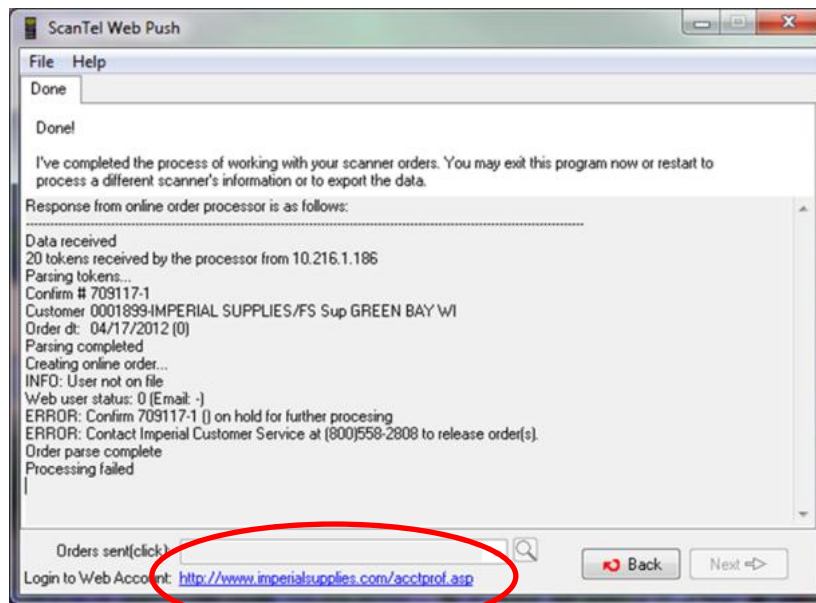 ScanTel Web Push
File Help
Done
Done!
I've completed the process of working with your scanner orders. You may exit this program now or restart to
process a different scanner's information or to export the data.
Response from online order processor is as follows:
Data received
20 tokens received by the processor from 10.216.1.186
Parsing tokens...
Confirm # 709117-1
Customer 0001899-IMPERIAL SUPPLIES/FS Sup GREEN BAY WI
Order dt: 04/17/2012 (0)
Parsing completed
Creating online order...
INFO: User not on file
Web user status: 0 (Email: -)
ERROR: Confirm 709117-1 () on hold for further procesing
ERROR: Contact Imperial Customer Service at (800)558-2808 to release order(s).
Order parse complete
Processing failed
Orders sent(click):
Back Next
Login to Web Account: http://www.imperialsupplies.com/acctprof.asp